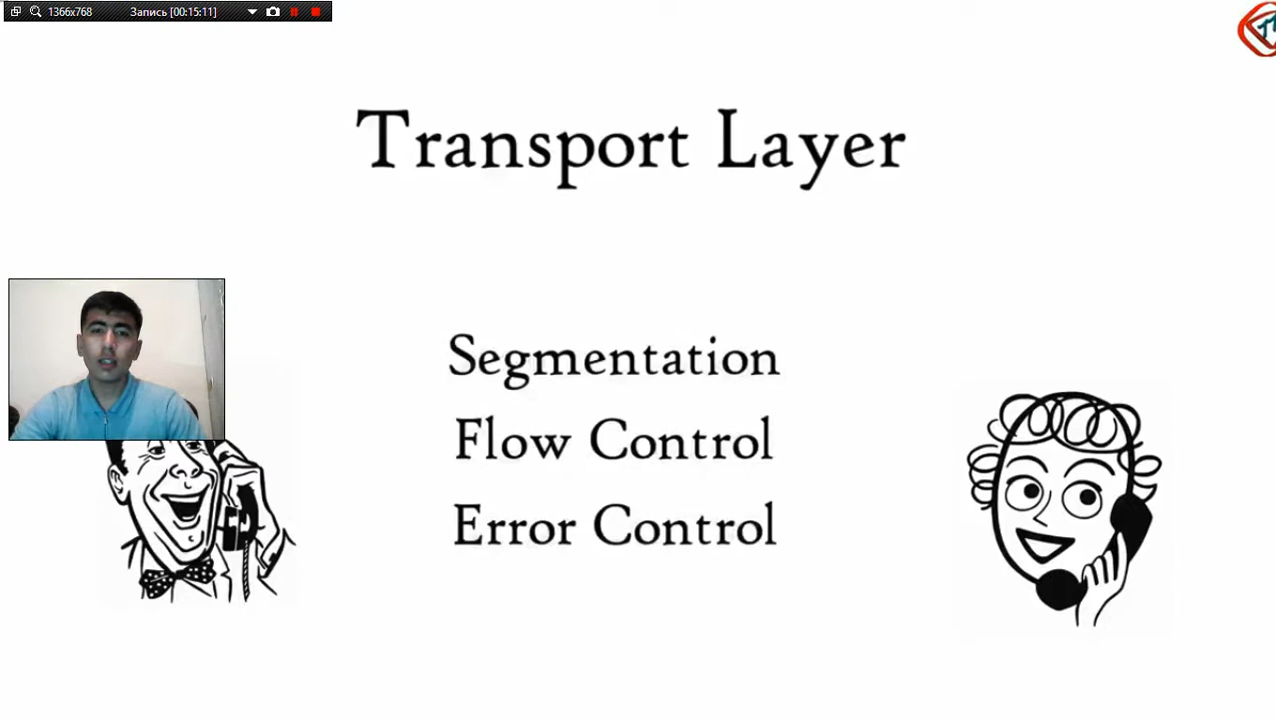 1366x768 Запись [00:15:11]
Transport Layer
Segmentation
Flow Control
Error Control